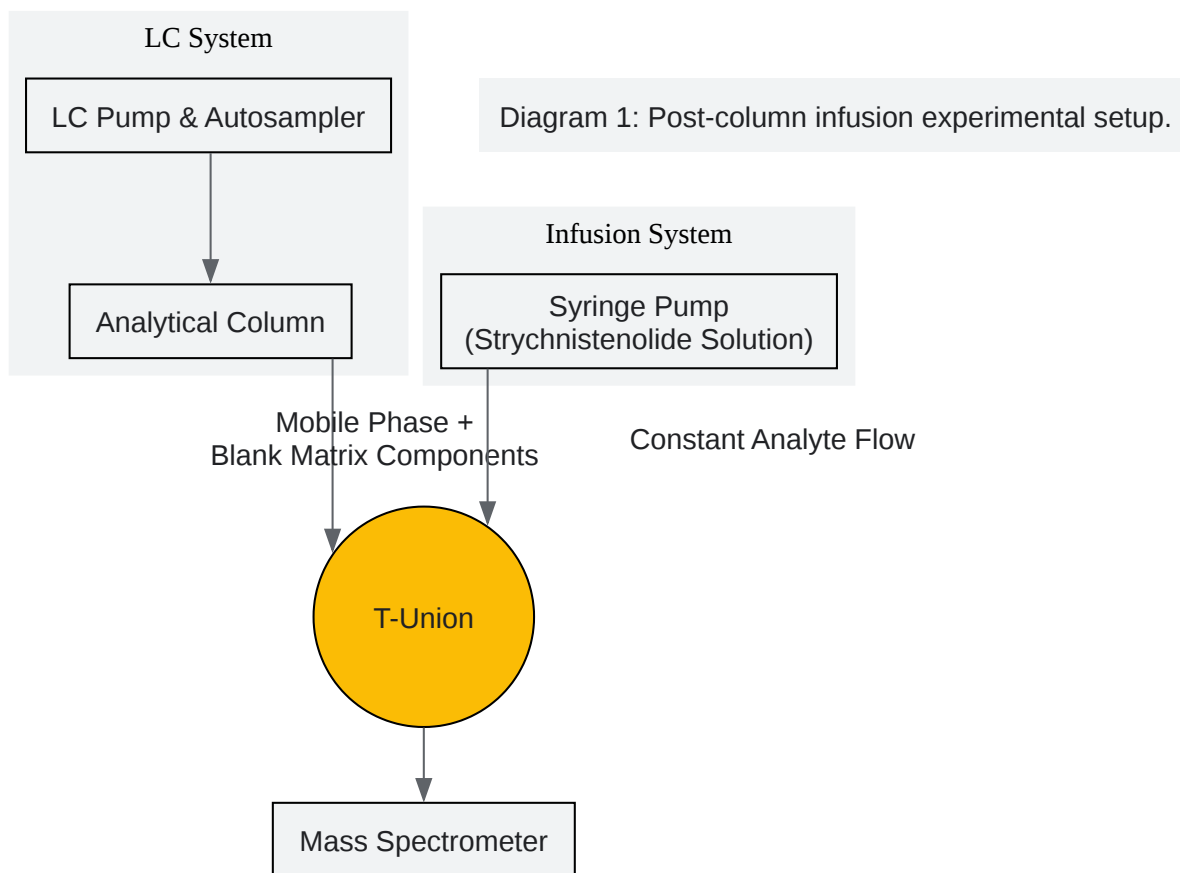 LC System
LC Pump & Autosampler
Diagram 1: Post-column infusion experimental setup.
Infusion System
Syringe Pump
(Strychnistenolide Solution)
Analytical Column
Mobile Phase +
Blank Matrix Components
Constant Analyte Flow
T-Union
Mass Spectrometer